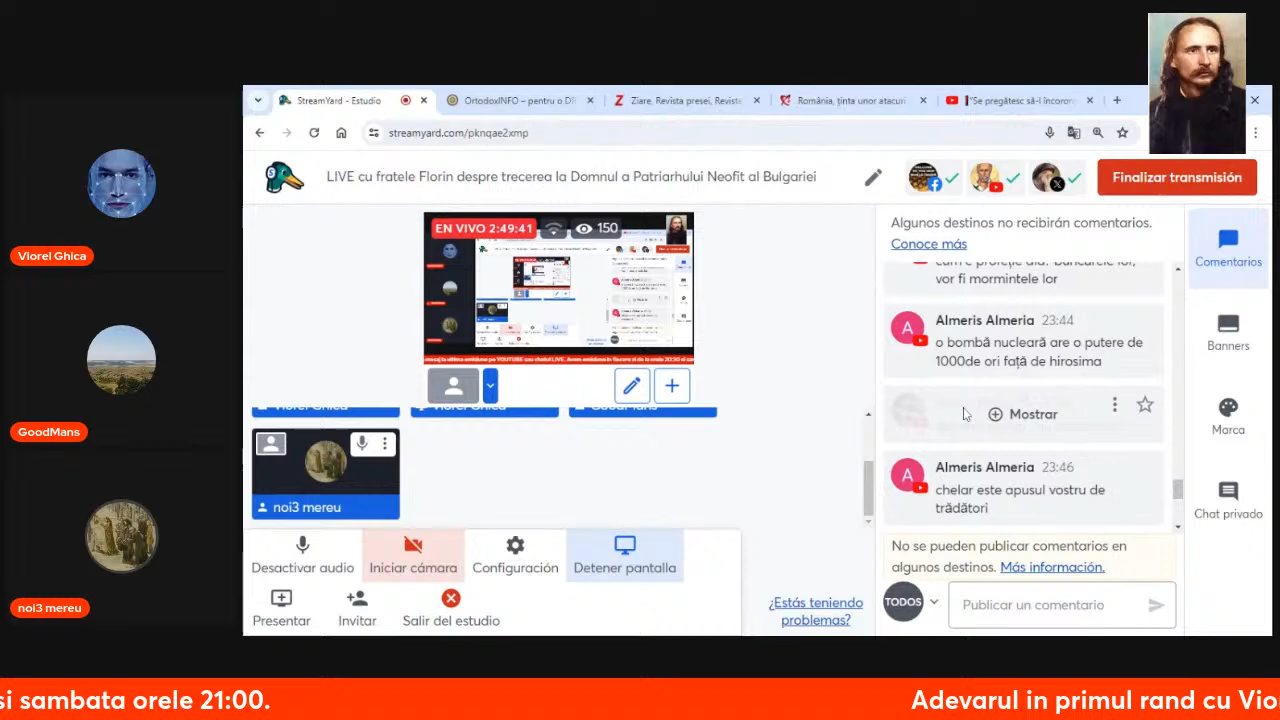 StreamYard - Estudio
OrtodoxINFO – pentru o DR
Ziare, Revista presei, Revista
România, ținta unor atacuri
"Se pregătesc să-l încoron
streamyard.com/pknqae2xmp
LIVE cu fratele Florin despre trecerea la Domnul a Patriarhului Neofit al Bulgariei
Finalizar transmisión
EN VIVO 2:49:41
150
Viorel Ghica
GoodMans
noi3 mereu
Viorel Ghica
Viorel Ghica
GoodMans
noi3 mereu
Desactivar audio
Iniciar cámara
Configuración
Detener pantalla
Presentar
Invitar
Salir del estudio
¿Estás teniendo
problemas?
Algunos destinos no recibirán comentarios.
Conoce más
vor fi mormintele lor
Almeris Almeria 23:44
o bombă nucleară are o putere de
1000de ori față de hirosima
Mostrar
Almeris Almeria 23:46
chelar este apusul vostru de
trădători
No se pueden publicar comentarios en
algunos destinos. Más información.
TODOS
Publicar un comentario
Comentarios
Banners
Marca
Chat privado
si sambata orele 21:00.
Adevarul in primul rand cu Vio